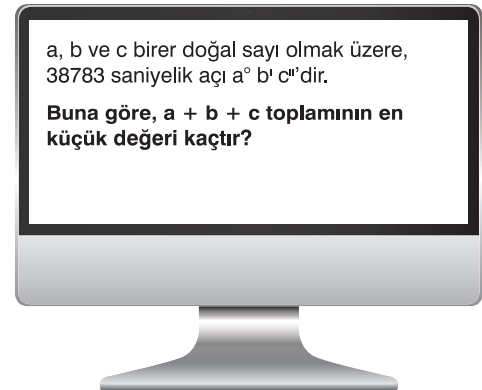 a, b ve c birer doğal sayı olmak üzere,
38783 saniyelik açı a° b' c"'dir.
Buna göre, a + b + c toplamının en
küçük değeri kaçtır?